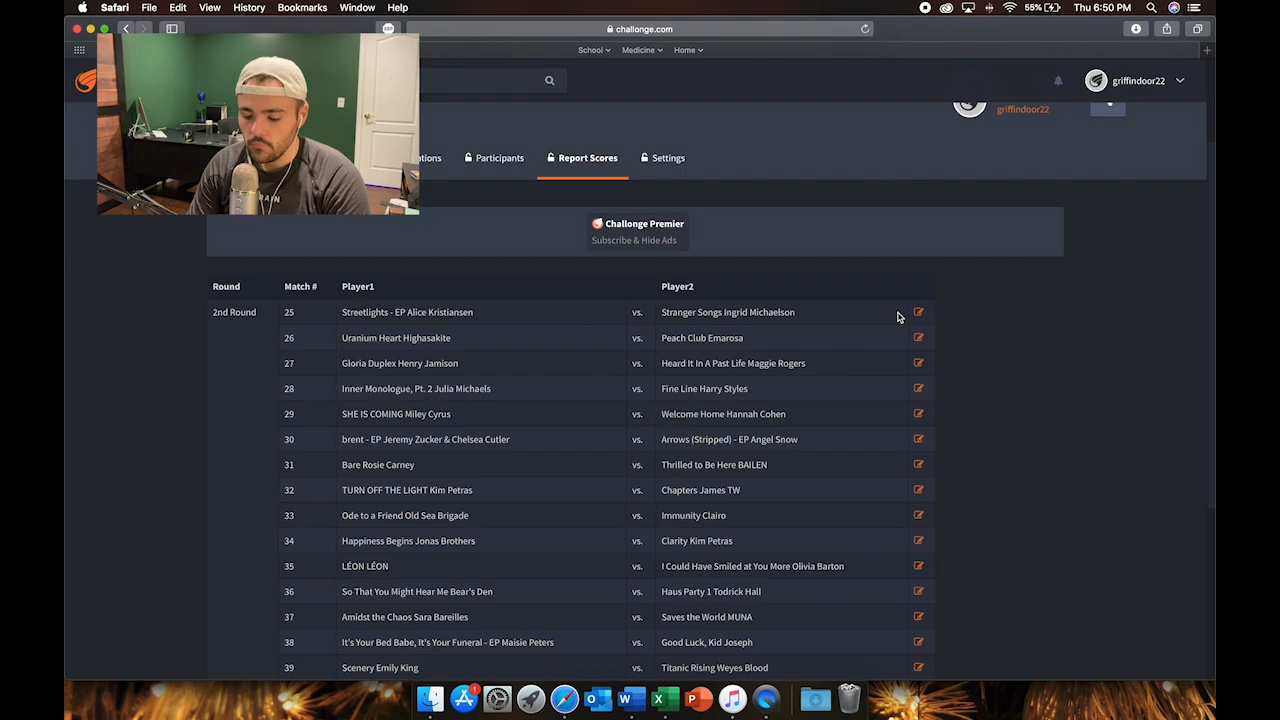 Safari File Edit View History Bookmarks Window Help 55% Thu 6:50 PM
ABP challonge.com
School Medicine Home
griffindoor22
griffindoor22
Participants Report Scores Settings
Challonge Premier
Subscribe & Hide Ads
Round Match # Player1 Player2
2nd Round 25 Streetlights - EP Alice Kristiansen vs. Stranger Songs Ingrid Michaelson
26 Uranium Heart Highasakite vs. Peach Club Emarosa
27 Gloria Duplex Henry Jamison vs. Heard It In A Past Life Maggie Rogers
28 Inner Monologue, Pt. 2 Julia Michaels vs. Fine Line Harry Styles
29 SHE IS COMING Miley Cyrus vs. Welcome Home Hannah Cohen
30 brent - EP Jeremy Zucker & Chelsea Cutler vs. Arrows (Stripped) - EP Angel Snow
31 Bare Rosie Carney vs. Thrilled to Be Here BAILEN
32 TURN OFF THE LIGHT Kim Petras vs. Chapters James TW
33 Ode to a Friend Old Sea Brigade vs. Immunity Clairo
34 Happiness Begins Jonas Brothers vs. Clarity Kim Petras
35 LÉON LÉON vs. I Could Have Smiled at You More Olivia Barton
36 So That You Might Hear Me Bear's Den vs. Haus Party 1 Todrick Hall
37 Amidst the Chaos Sara Bareilles vs. Saves the World MUNA
38 It's Your Bed Babe, It's Your Funeral - EP Maisie Peters vs. Good Luck, Kid Joseph
39 Scenery Emily King vs. Titanic Rising Weyes Blood